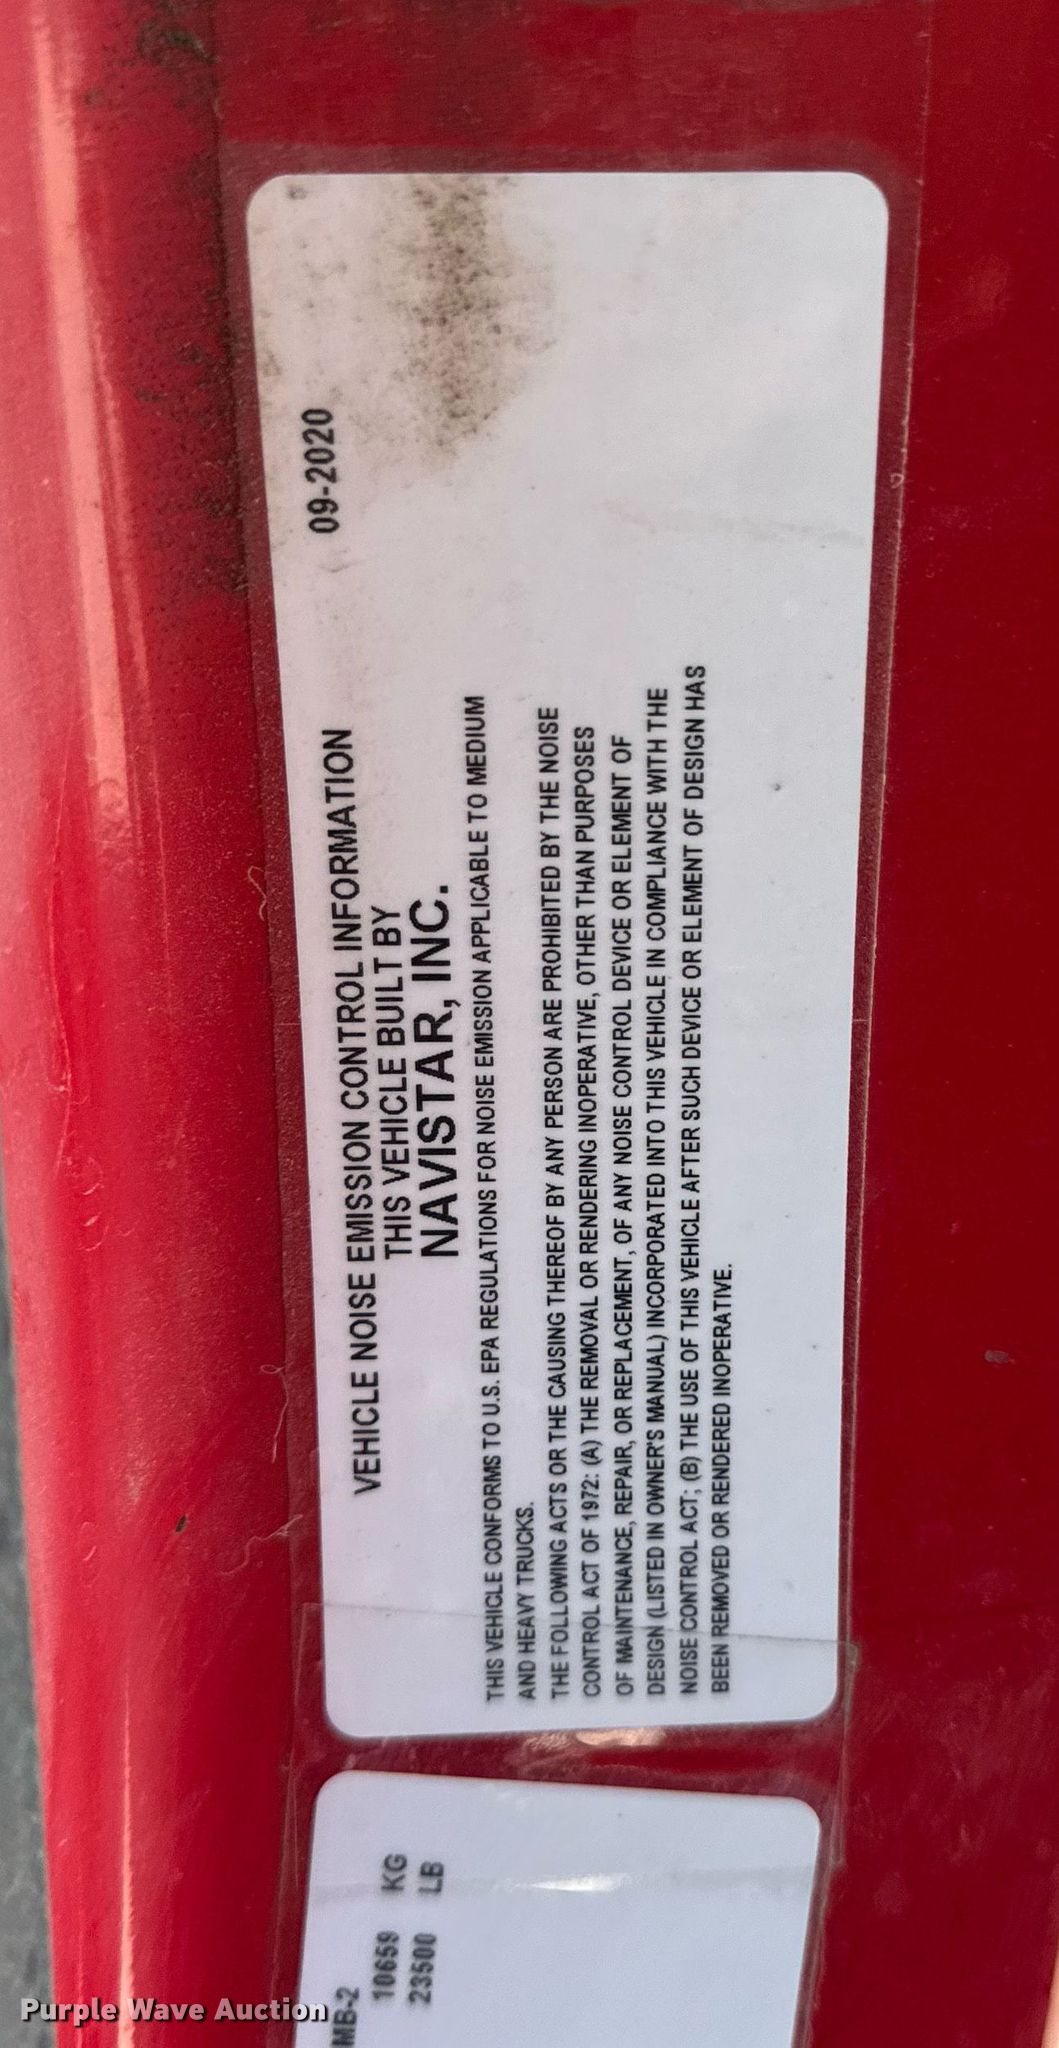 VEHICLE NOISE EMISSION CONTROL INFORMATION 09-2020
THIS VEHICLE BUILT BY
NAVISTAR, INC.
THIS VEHICLE CONFORMS TO U.S. EPA REGULATIONS FOR NOISE EMISSION APPLICABLE TO MEDIUM
AND HEAVY TRUCKS.
THE FOLLOWING ACTS OR THE CAUSING THEREOF BY ANY PERSON ARE PROHIBITED BY THE NOISE
CONTROL ACT OF 1972: (A) THE REMOVAL OR RENDERING INOPERATIVE, OTHER THAN PURPOSES
OF MAINTENANCE, REPAIR, OR REPLACEMENT, OF ANY NOISE CONTROL DEVICE OR ELEMENT OF
DESIGN (LISTED IN OWNER'S MANUAL) INCORPORATED INTO THIS VEHICLE IN COMPLIANCE WITH THE
NOISE CONTROL ACT; (B) THE USE OF THIS VEHICLE AFTER SUCH DEVICE OR ELEMENT OF DESIGN HAS
BEEN REMOVED OR RENDERED INOPERATIVE.
MB-2
10659 KG
23500 LB
Purple Wave Auction